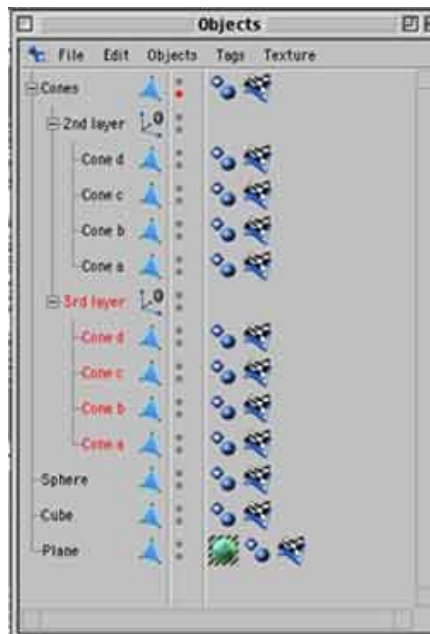 Objects
File Edit Objects Tags Texture
Cones
2nd layer
Cone d
Cone c
Cone b
Cone a
3rd layer
Cone d
Cone c
Cone b
Cone a
Sphere
Cube
Plane